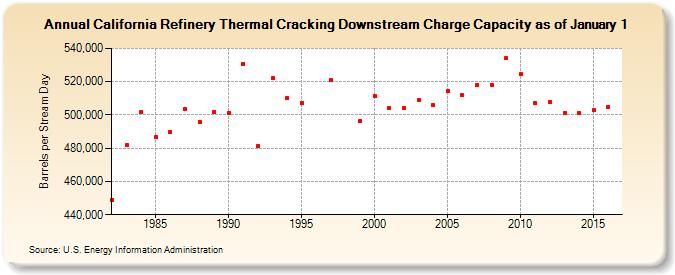 Annual California Refinery Thermal Cracking Downstream Charge Capacity as of January 1
Barrels per Stream Day
540,000
520,000
500,000
480,000
460,000
440,000
1985 1990 1995 2000 2005 2010 2015
Source: U.S. Energy Information Administration